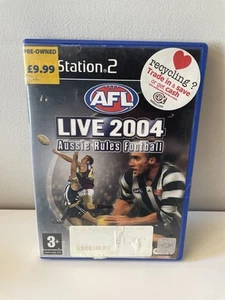 PRE-OWNED
£9.99
Station 2
recycling?
Trade in & save
or get cash
AFL
LIVE 2004
Aussie Rules Football
3+